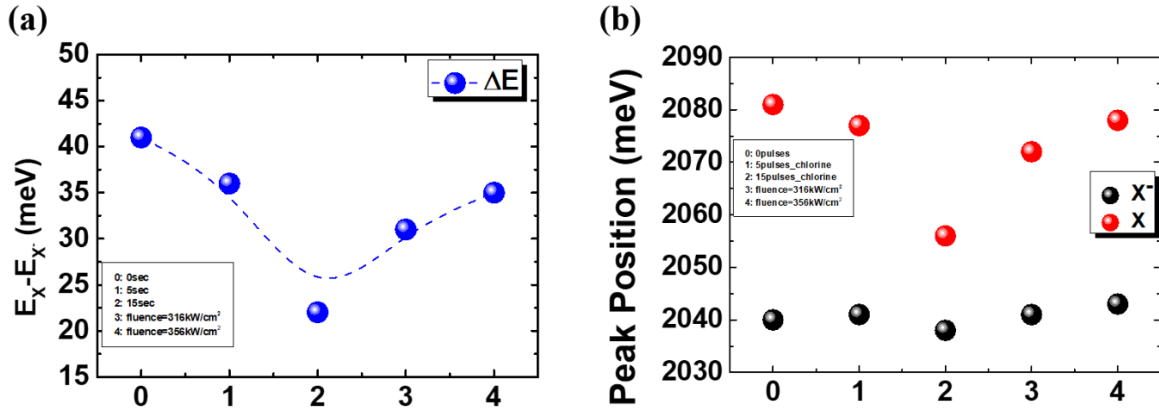 (a)
50
45
40
35
30
25
20
15
E_X-E_X⁻ (meV)
ΔE
0: 0sec
1: 5sec
2: 15sec
3: fluence=316kW/cm²
4: fluence=356kW/cm²
0 1 2 3 4
(b)
2090
2080
2070
2060
2050
2040
2030
Peak Position (meV)
0: 0pulses
1: 5pulses_chlorine
2: 15pulses_chlorine
3: fluence=316kW/cm²
4: fluence=356kW/cm²
X⁻
X
0 1 2 3 4